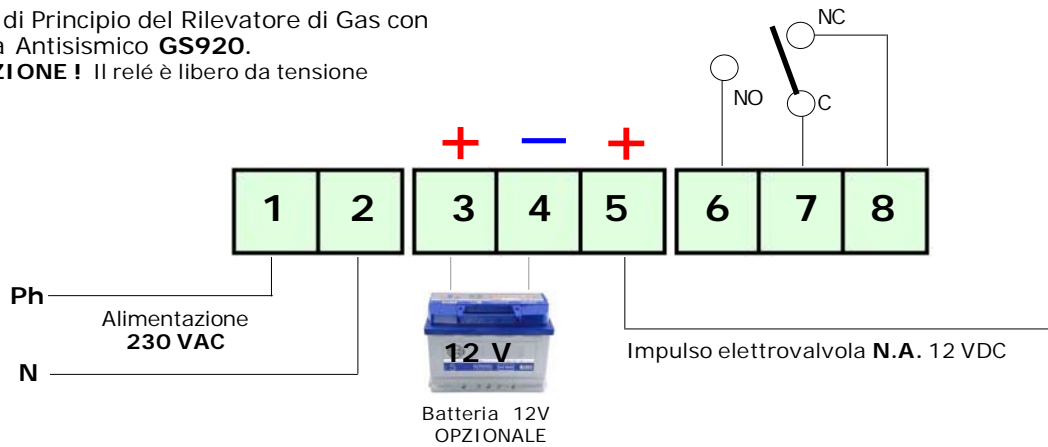 di Principio del Rilevatore di Gas con
a Antisismico GS920.
ZIONE ! Il relé è libero da tensione
NC
NO
C
+ — +
1 2 3 4 5 6 7 8
Ph
Alimentazione
230 VAC
N
12 V
Impulso elettrovalvola N.A. 12 VDC
Batteria 12V
OPZIONALE